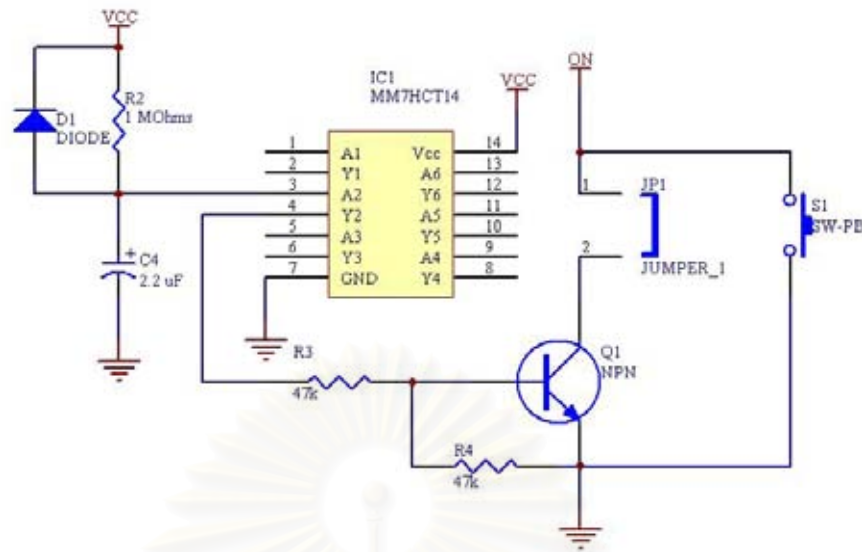 VCC
D1
DIODE
R2
1 MOhms
C4
2.2 uF
IC1
MM7HCT14
VCC
1 A1 Vcc 14
2 Y1 A6 13
3 A2 Y6 12
4 Y2 A5 11
5 A3 Y5 10
6 Y3 A4 9
7 GND Y4 8
ON
1 JP1
2 JUMPER_1
S1
SW-PB
R3
47k
Q1
NPN
R4
47k